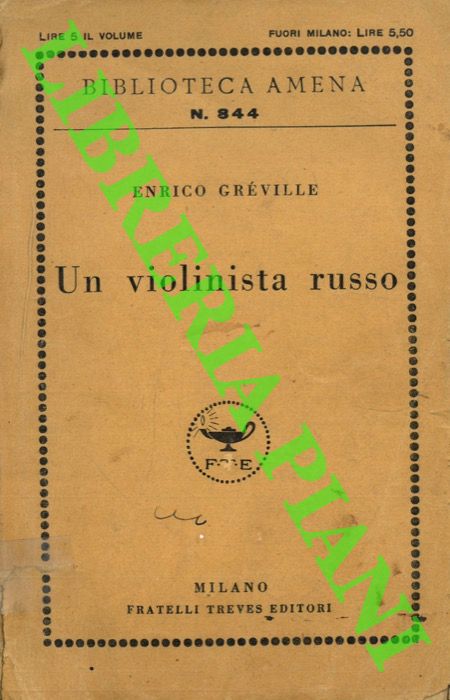 LIRE 5 IL VOLUME FUORI MILANO: LIRE 5,50
BIBLIOTECA AMENA
N. 844
ENRICO GRÉVILLE
Un violinista russo
F·T·E
MILANO
FRATELLI TREVES EDITORI
LIBRERIA PIANI